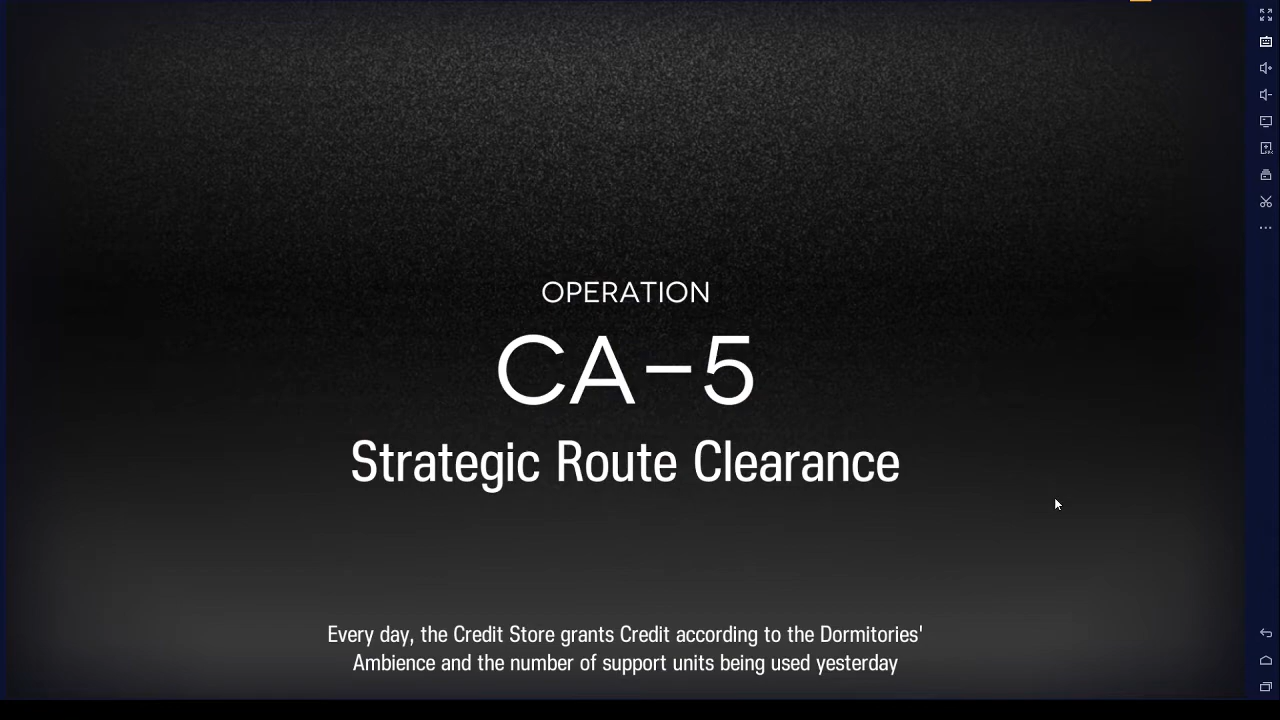 OPERATION
CA-5
Strategic Route Clearance
Every day, the Credit Store grants Credit according to the Dormitories'
Ambience and the number of support units being used yesterday